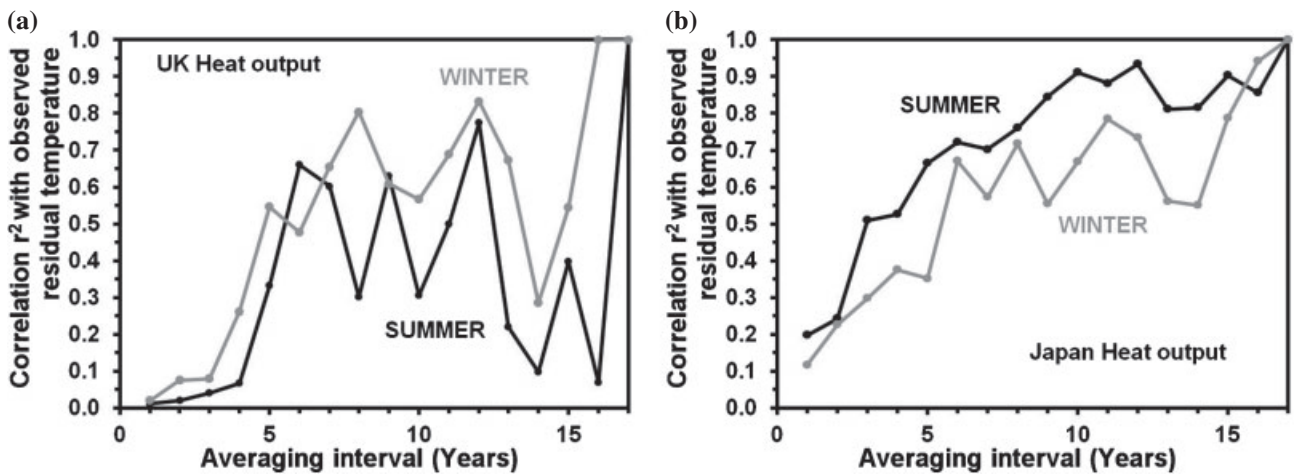 (a)
Correlation r² with observed
residual temperature
1.0
0.9
0.8
0.7
0.6
0.5
0.4
0.3
0.2
0.1
0.0
UK Heat output
WINTER
SUMMER
0 5 10 15
Averaging interval (Years)
(b)
Correlation r² with observed
residual temperature
1.0
0.9
0.8
0.7
0.6
0.5
0.4
0.3
0.2
0.1
0.0
SUMMER
WINTER
Japan Heat output
0 5 10 15
Averaging interval (Years)